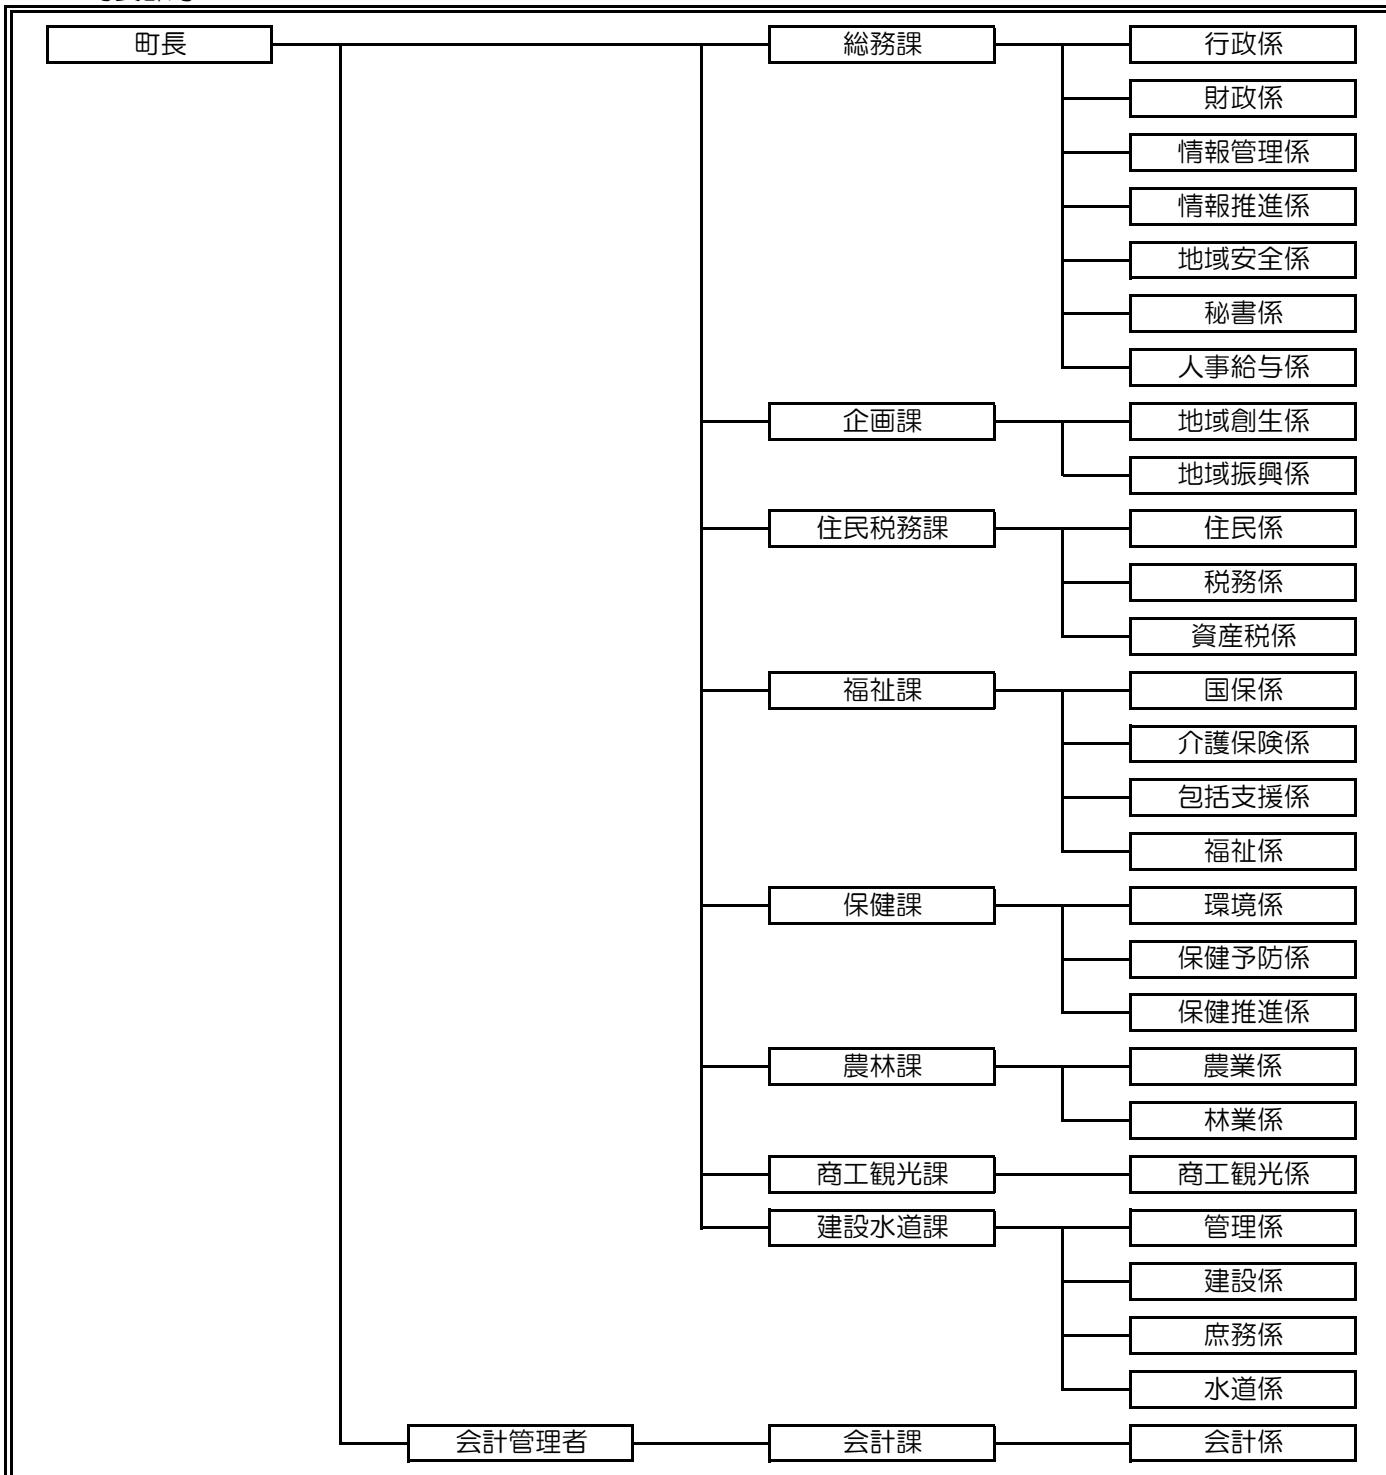 町長 総務課 行政係
財政係
情報管理係
情報推進係
地域安全係
秘書係
人事給与係
企画課 地域創生係
地域振興係
住民税務課 住民係
税務係
資産税係
福祉課 国保係
介護保険係
包括支援係
福祉係
保健課 環境係
保健予防係
保健推進係
農林課 農業係
林業係
商工観光課 商工観光係
建設水道課 管理係
建設係
庶務係
水道係
会計管理者 会計課 会計係